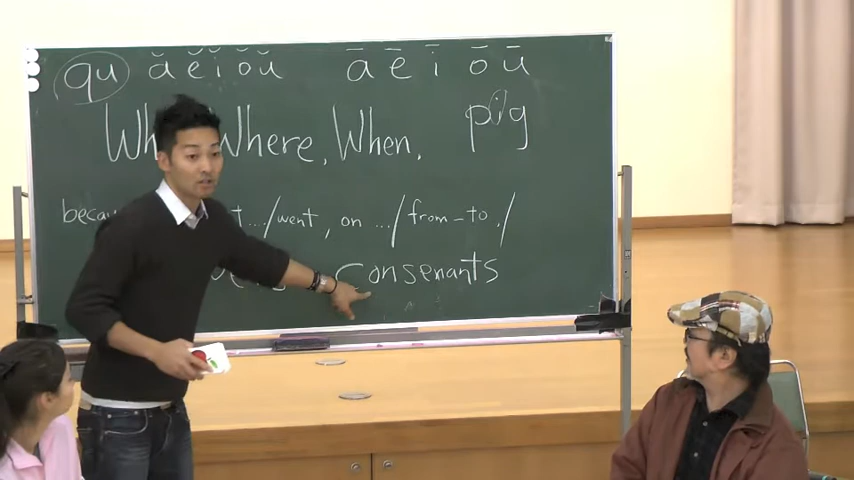 qu ă ĕ ĭ ŏ ŭ ā ē ī ō ū
Where, When. pig
went, on ... / from - to . /
Consenants